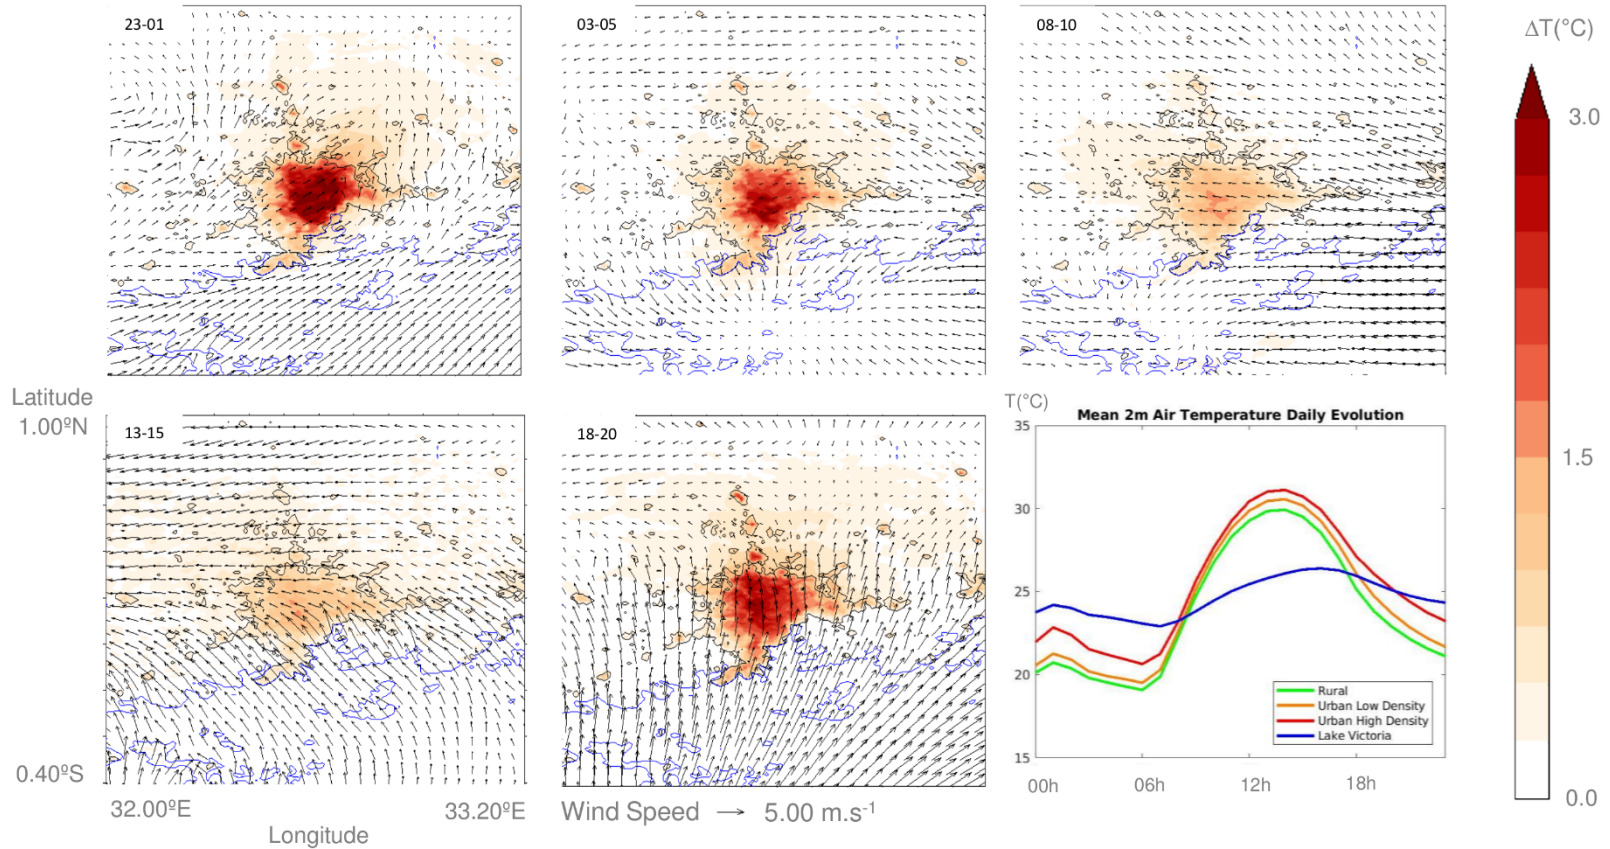 23-01
03-05
08-10
ΔT(°C)
3.0
1.5
0.0
Latitude
1.00ºN
0.40ºS
13-15
18-20
32.00ºE
33.20ºE
Longitude
Wind Speed → 5.00 m.s⁻¹
T(°C)
Mean 2m Air Temperature Daily Evolution
35
30
25
20
15
Rural
Urban Low Density
Urban High Density
Lake Victoria
00h
06h
12h
18h